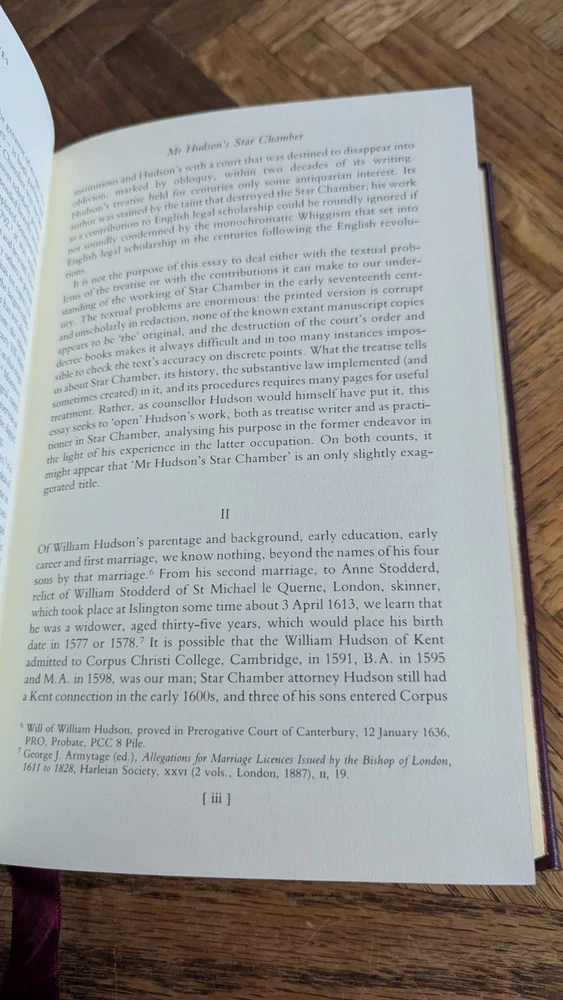 Mr Hudson's Star Chamber
institutions and Hudson's with a court that was destined to disappear into
oblivion, marked by obloquy, within two decades of its writing.
Hudson's treatise held for centuries only some antiquarian interest. Its
author was stained by the taint that destroyed the Star Chamber; his work
as a contribution to English legal scholarship could be roundly ignored if
not soundly condemned by the monochromatic Whiggism that set into
English legal scholarship in the centuries following the English revolu-
tions.
It is not the purpose of this essay to deal either with the textual prob-
lems of the treatise or with the contributions it can make to our under-
standing of the working of Star Chamber in the early seventeenth cent-
ury. The textual problems are enormous: the printed version is corrupt
and unscholarly in redaction, none of the known extant manuscript copies
appears to be 'the' original, and the destruction of the court's order and
decree books makes it always difficult and in too many instances impos-
sible to check the text's accuracy on discrete points. What the treatise tells
us about Star Chamber, its history, the substantive law implemented (and
sometimes created) in it, and its procedures requires many pages for useful
treatment. Rather, as counsellor Hudson would himself have put it, this
essay seeks to 'open' Hudson's work, both as treatise writer and as practi-
tioner in Star Chamber, analysing his purpose in the former endeavor in
the light of his experience in the latter occupation. On both counts, it
might appear that 'Mr Hudson's Star Chamber' is an only slightly exag-
gerated title.
II
Of William Hudson's parentage and background, early education, early
career and first marriage, we know nothing, beyond the names of his four
sons by that marriage.⁶ From his second marriage, to Anne Stodderd,
relict of William Stodderd of St Michael le Querne, London, skinner,
which took place at Islington some time about 3 April 1613, we learn that
he was a widower, aged thirty-five years, which would place his birth
date in 1577 or 1578.⁷ It is possible that the William Hudson of Kent
admitted to Corpus Christi College, Cambridge, in 1591, B.A. in 1595
and M.A. in 1598, was our man; Star Chamber attorney Hudson still had
a Kent connection in the early 1600s, and three of his sons entered Corpus
⁶ Will of William Hudson, proved in Prerogative Court of Canterbury, 12 January 1636,
PRO, Probate, PCC 8 Pile.
⁷ George J. Armytage (ed.), Allegations for Marriage Licences Issued by the Bishop of London,
1611 to 1828, Harleian Society, XXVI (2 vols., London, 1887), II, 19.
[ iii ]